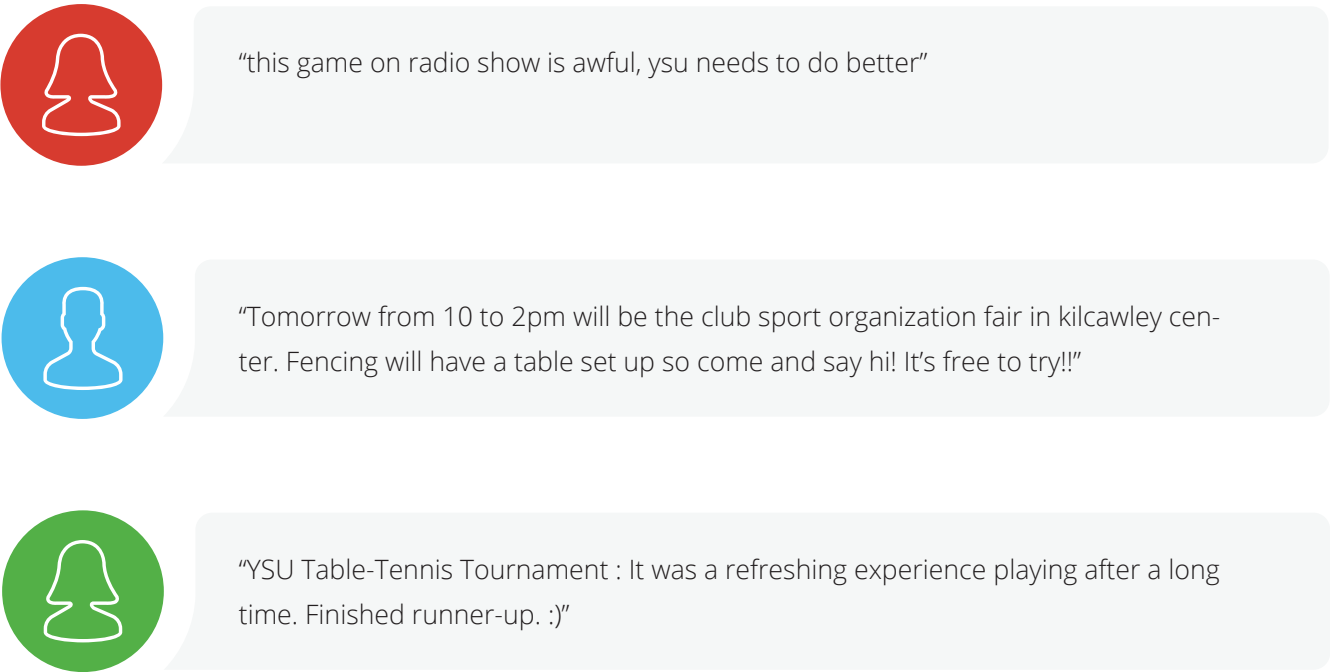 “this game on radio show is awful, ysu needs to do better”
“Tomorrow from 10 to 2pm will be the club sport organization fair in kilcawley cen-
ter. Fencing will have a table set up so come and say hi! It’s free to try!!”
“YSU Table-Tennis Tournament : It was a refreshing experience playing after a long
time. Finished runner-up. :)”